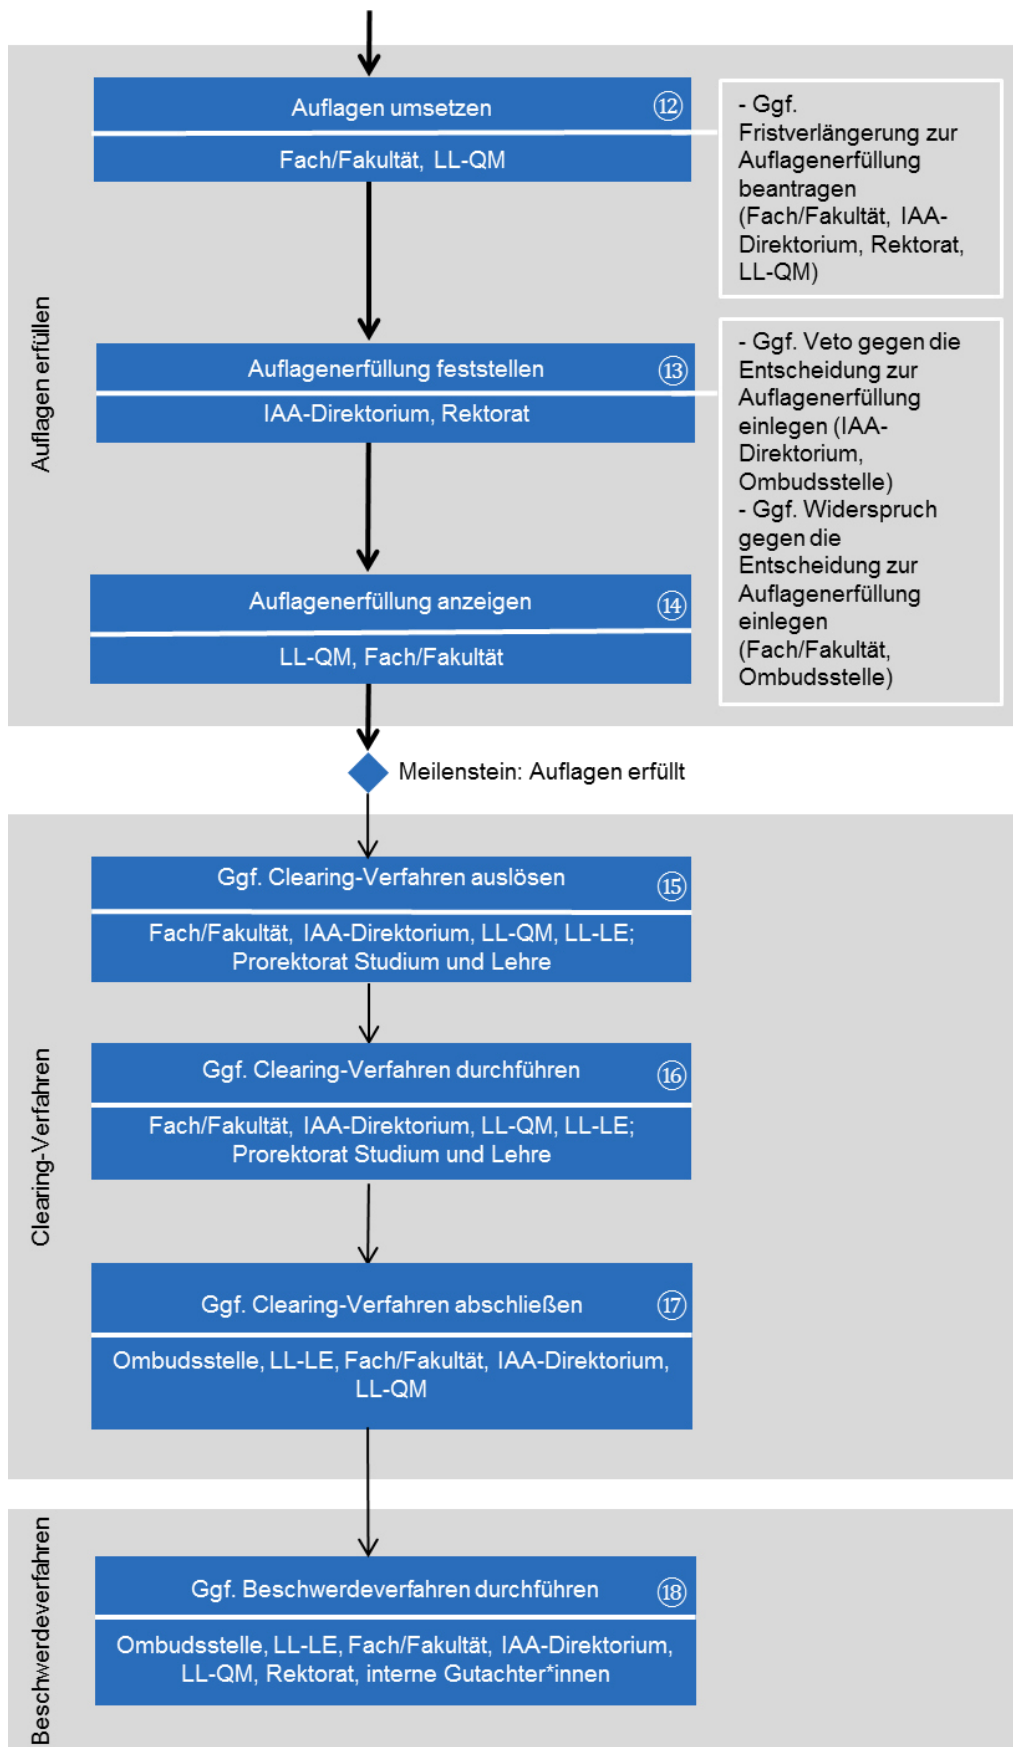 Auflagen erfüllen
Auflagen umsetzen
⑫
Fach/Fakultät, LL-QM
- Ggf.
Fristverlängerung zur
Auflagenerfüllung
beantragen
(Fach/Fakultät, IAA-
Direktorium, Rektorat,
LL-QM)
Auflagenerfüllung feststellen
⑬
IAA-Direktorium, Rektorat
- Ggf. Veto gegen die
Entscheidung zur
Auflagenerfüllung
einlegen (IAA-
Direktorium,
Ombudsstelle)
- Ggf. Widerspruch
gegen die
Entscheidung zur
Auflagenerfüllung
einlegen
(Fach/Fakultät,
Ombudsstelle)
Auflagenerfüllung anzeigen
⑭
LL-QM, Fach/Fakultät
Meilenstein: Auflagen erfüllt
Clearing-Verfahren
Ggf. Clearing-Verfahren auslösen
⑮
Fach/Fakultät, IAA-Direktorium, LL-QM, LL-LE;
Prorektorat Studium und Lehre
Ggf. Clearing-Verfahren durchführen
⑯
Fach/Fakultät, IAA-Direktorium, LL-QM, LL-LE;
Prorektorat Studium und Lehre
Ggf. Clearing-Verfahren abschließen
⑰
Ombudsstelle, LL-LE, Fach/Fakultät, IAA-Direktorium,
LL-QM
Beschwerdeverfahren
Ggf. Beschwerdeverfahren durchführen
⑱
Ombudsstelle, LL-LE, Fach/Fakultät, IAA-Direktorium,
LL-QM, Rektorat, interne Gutachter*innen